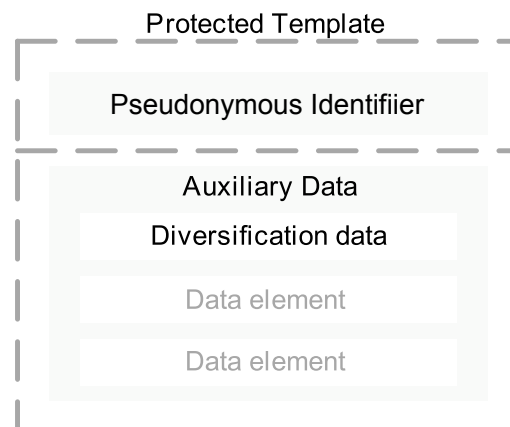 Protected Template
Pseudonymous Identifiier
Auxiliary Data
Diversification data
Data element
Data element